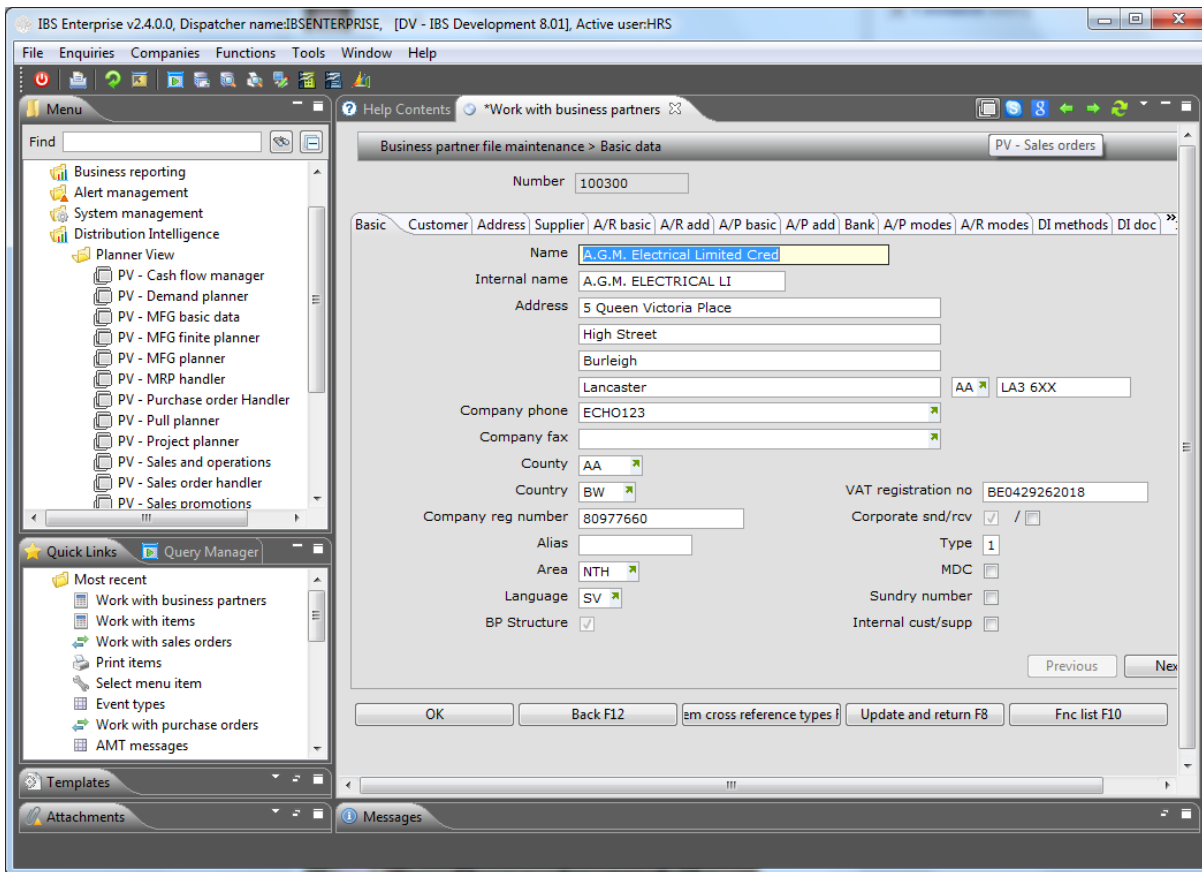 IBS Enterprise v2.4.0.0, Dispatcher name:IBSENTERPRISE, [DV - IBS Development 8.01], Active user:HRS
File Enquiries Companies Functions Tools Window Help
Menu
Find
Business reporting
Alert management
System management
Distribution Intelligence
Planner View
PV - Cash flow manager
PV - Demand planner
PV - MFG basic data
PV - MFG finite planner
PV - MFG planner
PV - MRP handler
PV - Purchase order Handler
PV - Pull planner
PV - Project planner
PV - Sales and operations
PV - Sales order handler
PV - Sales promotions
Quick Links Query Manager
Most recent
Work with business partners
Work with items
Work with sales orders
Print items
Select menu item
Event types
Work with purchase orders
AMT messages
Templates
Attachments
Help Contents *Work with business partners
PV - Sales orders
Business partner file maintenance > Basic data
Number 100300
Basic Customer Address Supplier A/R basic A/R add A/P basic A/P add Bank A/P modes A/R modes DI methods DI doc
Name A.G.M. Electrical Limited Cred
Internal name A.G.M. ELECTRICAL LI
Address 5 Queen Victoria Place
High Street
Burleigh
Lancaster AA LA3 6XX
Company phone ECHO123
Company fax
County AA
Country BW VAT registration no BE0429262018
Company reg number 80977660 Corporate snd/rcv /
Alias Type 1
Area NTH MDC
Language SV Sundry number
BP Structure Internal cust/supp
Previous Nex
OK Back F12 em cross reference types F Update and return F8 Fnc list F10
Messages